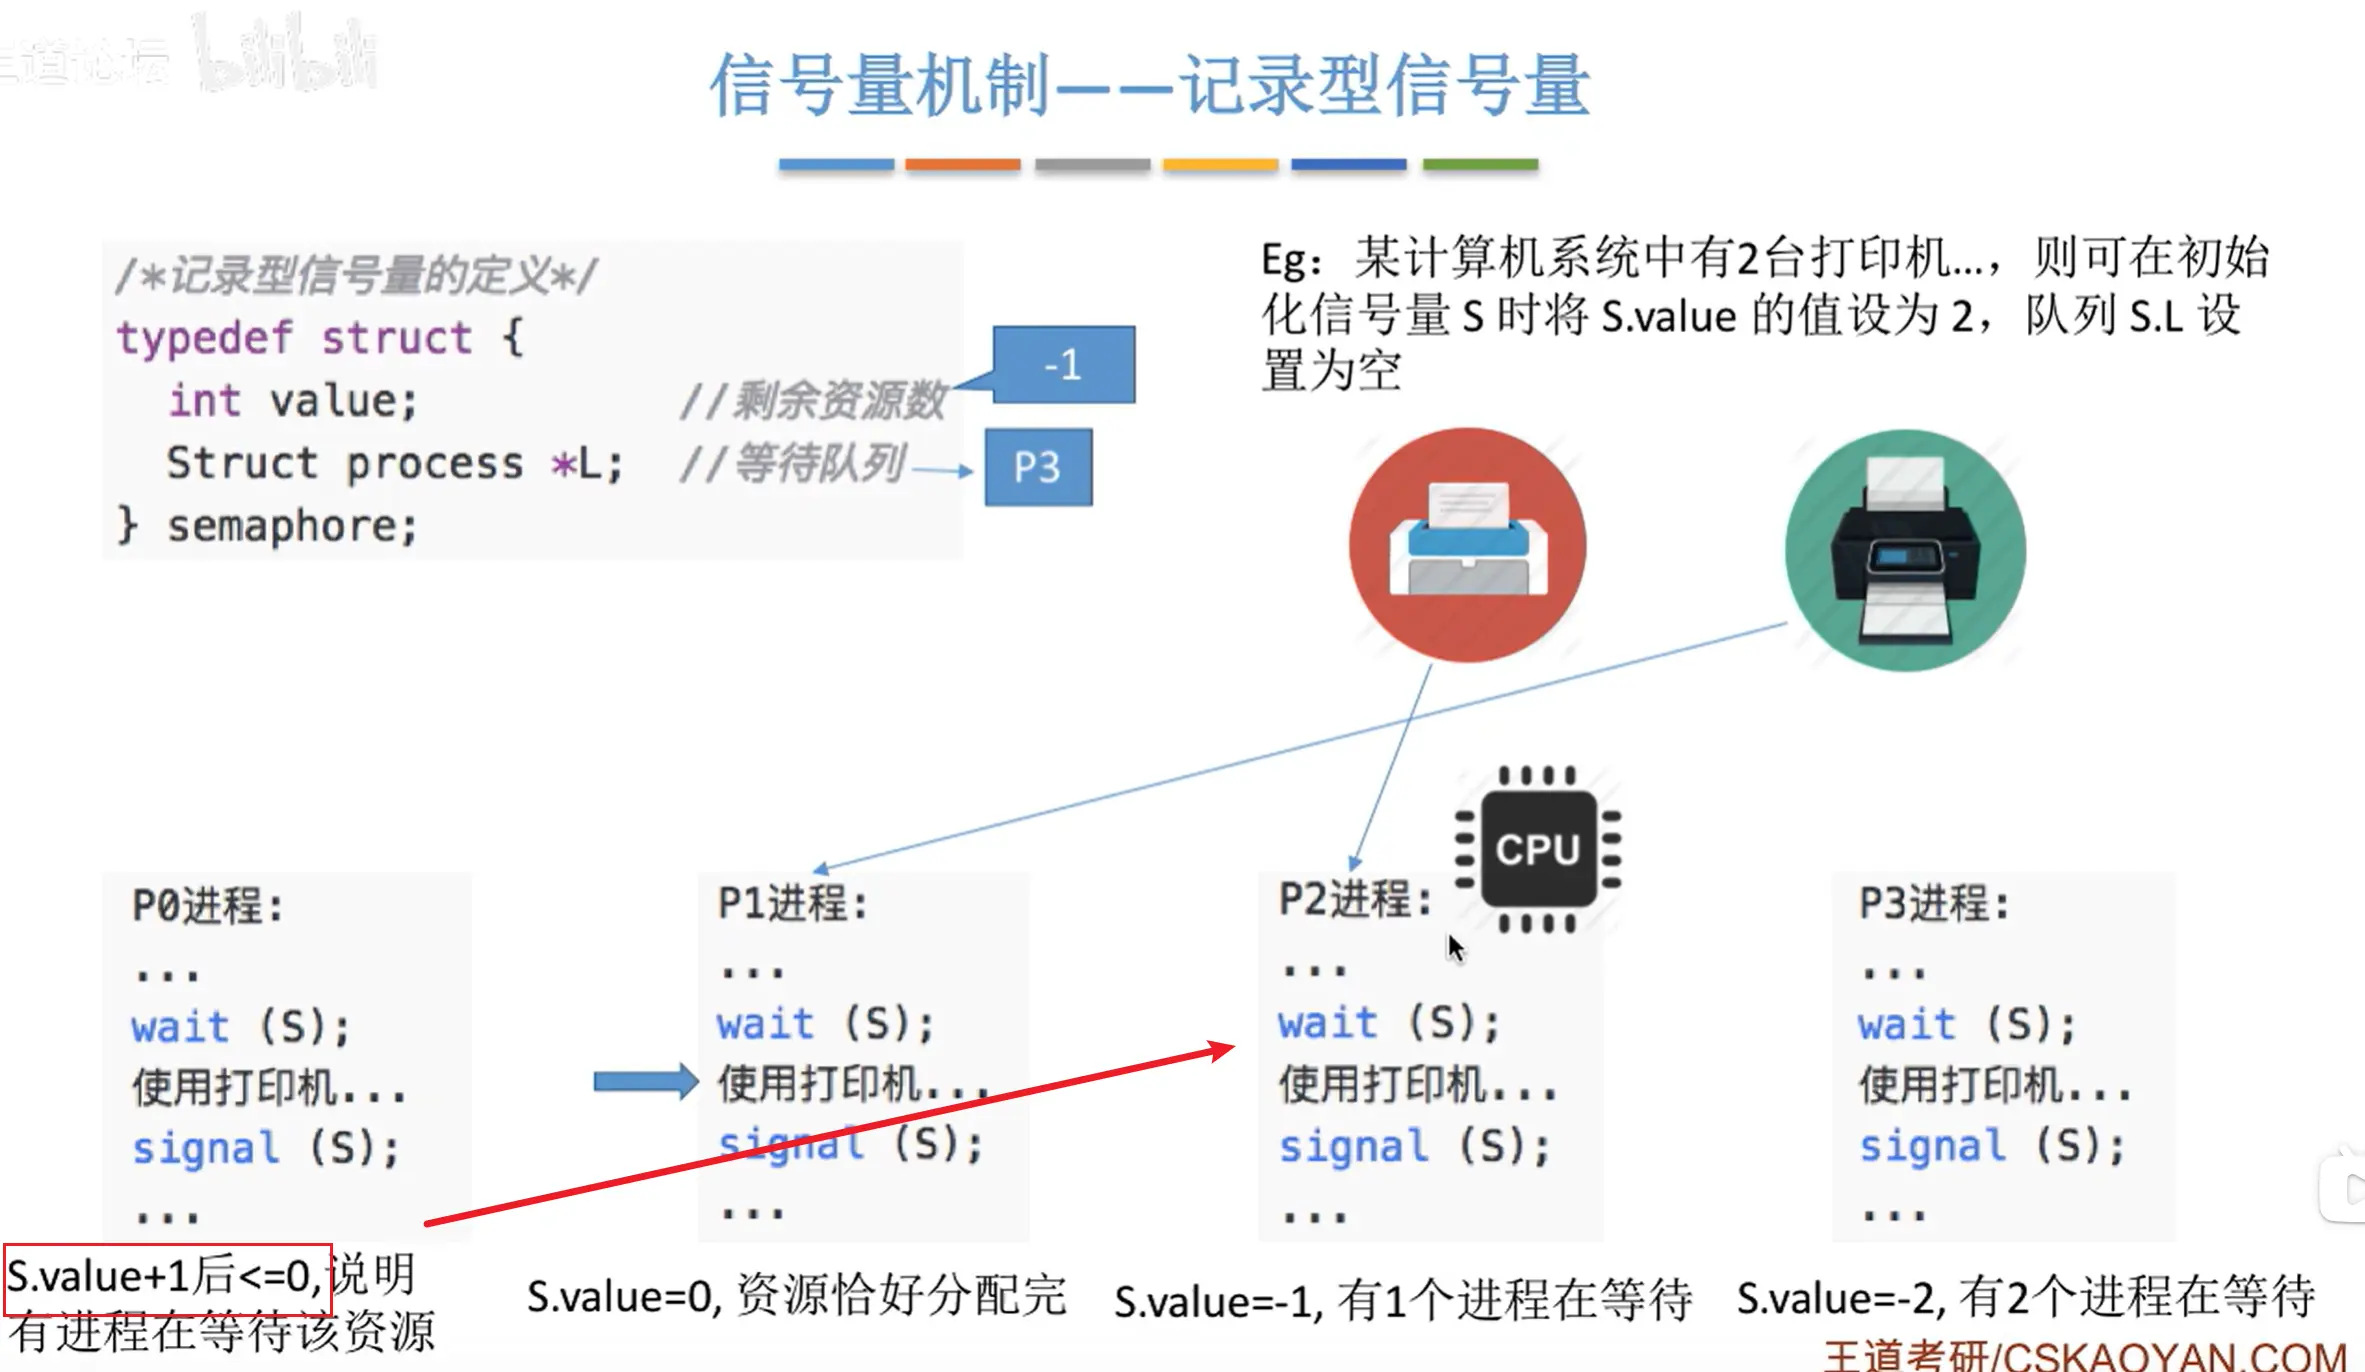 王道论坛 bilibili
信号量机制——记录型信号量
/*记录型信号量的定义*/
typedef struct {
int value; //剩余资源数
Struct process *L; //等待队列
} semaphore;
-1
P3
Eg：某计算机系统中有2台打印机...，则可在初始
化信号量 S 时将 S.value 的值设为 2，队列 S.L 设
置为空
CPU
P0进程:
...
wait (S);
使用打印机...
signal (S);
...
S.value+1后<=0,说明
有进程在等待该资源
P1进程:
...
wait (S);
使用打印机...
signal (S);
...
S.value=0, 资源恰好分配完
P2进程:
...
wait (S);
使用打印机...
signal (S);
...
S.value=-1, 有1个进程在等待
P3进程:
...
wait (S);
使用打印机...
signal (S);
...
S.value=-2, 有2个进程在等待
王道考研/CSKAOYAN.COM